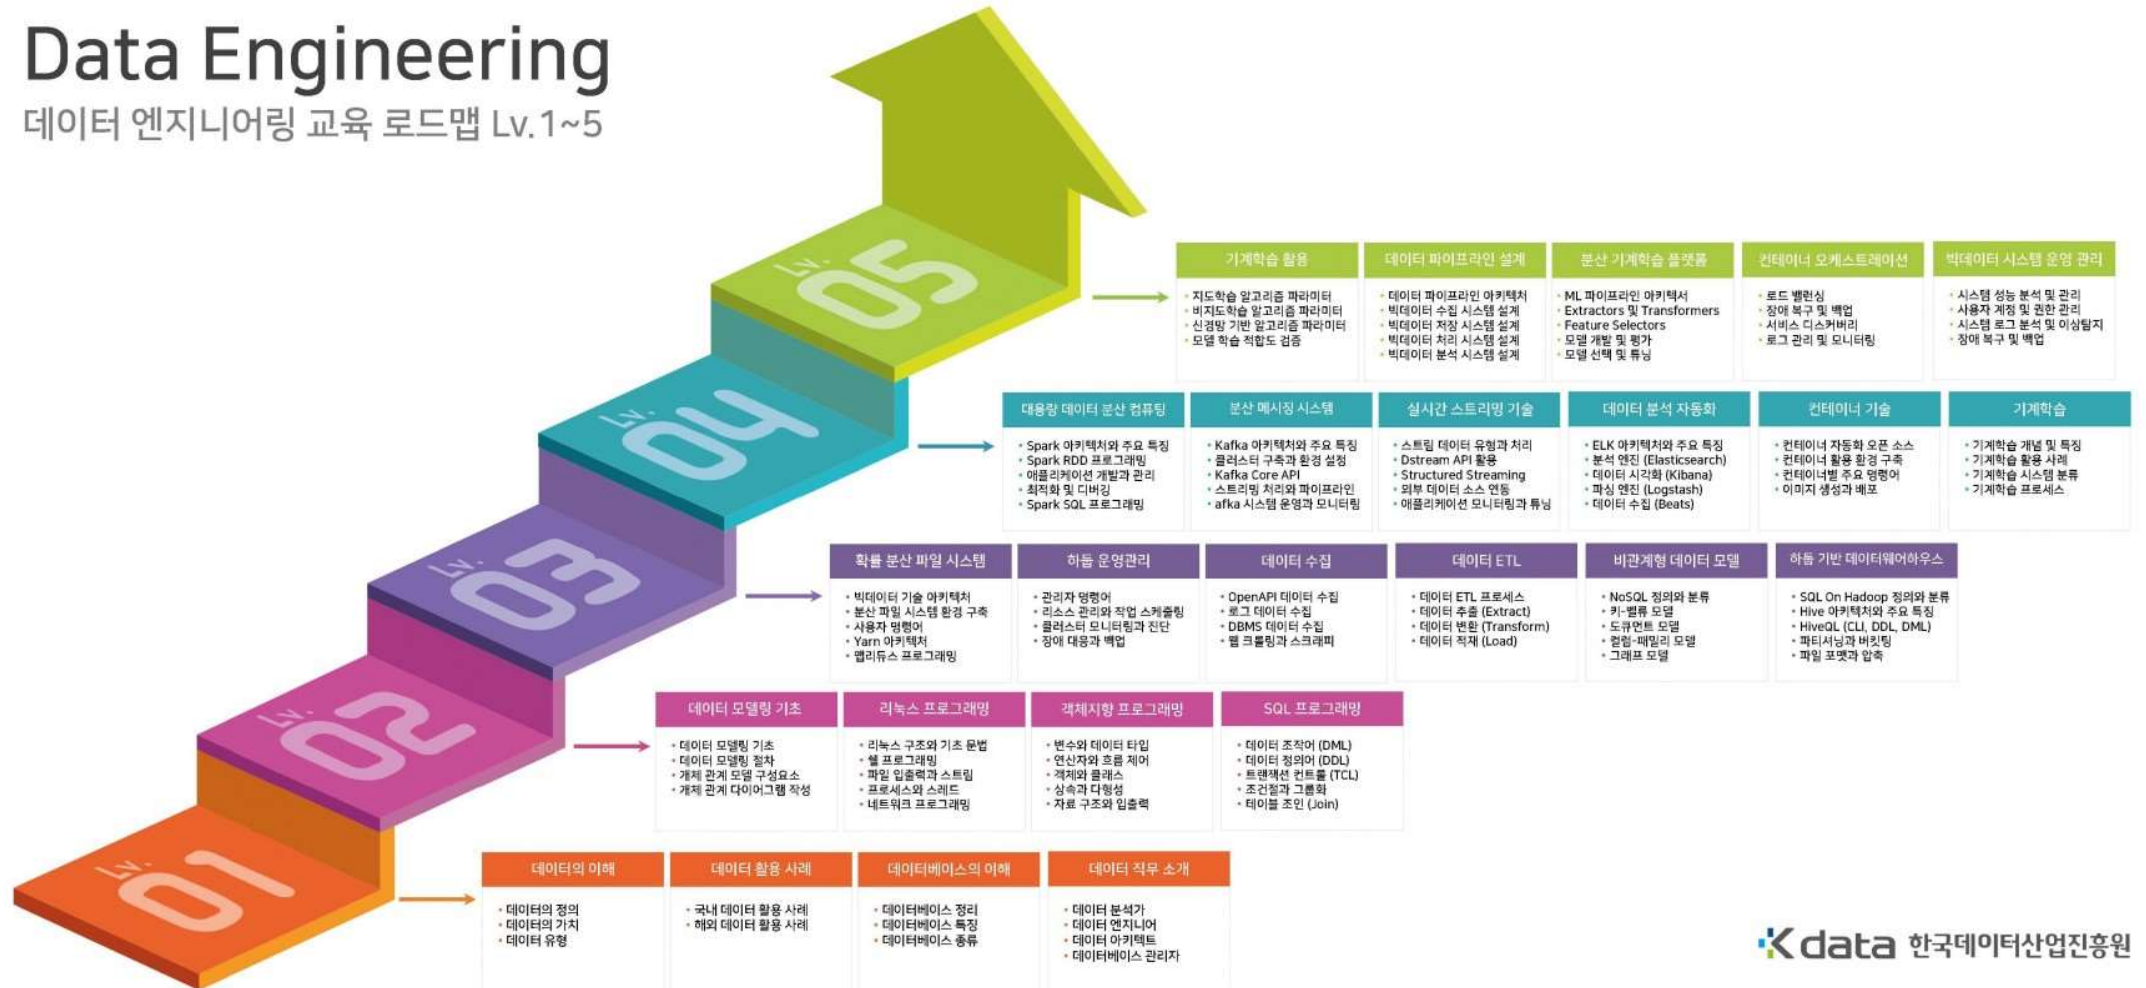 Data Engineering
데이터 엔지니어링 교육 로드맵 Lv.1~5
Lv.
05
기계학습 활용
• 지도학습 알고리즘 파라미터
• 비지도학습 알고리즘 파라미터
• 신경망 기반 알고리즘 파라미터
• 모델 학습 적합도 검증
데이터 파이프라인 설계
• 데이터 파이프라인 아키텍처
• 빅데이터 수집 시스템 설계
• 빅데이터 저장 시스템 설계
• 빅데이터 처리 시스템 설계
• 빅데이터 분석 시스템 설계
분산 기계학습 플랫폼
• ML 파이프라인 아키텍서
• Extractors 및 Transformers
• Feature Selectors
• 모델 개발 및 평가
• 모델 선택 및 튜닝
컨테이너 오케스트레이션
• 로드 밸런싱
• 장애 복구 및 백업
• 서비스 디스커버리
• 로그 관리 및 모니터링
빅데이터 시스템 운영 관리
• 시스템 성능 분석 및 관리
• 사용자 계정 및 권한 관리
• 시스템 로그 분석 및 이상탐지
• 장애 복구 및 백업
Lv.
04
대용량 데이터 분산 컴퓨팅
• Spark 아키텍처와 주요 특징
• Spark RDD 프로그래밍
• 애플리케이션 개발과 관리
• 최적화 및 디버깅
• Spark SQL 프로그래밍
분산 메시징 시스템
• Kafka 아키텍처와 주요 특징
• 클러스터 구축과 환경 설정
• Kafka Core API
• 스트리밍 처리와 파이프라인
• afka 시스템 운영과 모니터링
실시간 스트리밍 기술
• 스트림 데이터 유형과 처리
• Dstream API 활용
• Structured Streaming
• 외부 데이터 소스 연동
• 애플리케이션 모니터링과 튜닝
데이터 분석 자동화
• ELK 아키텍처와 주요 특징
• 분석 엔진 (Elasticsearch)
• 데이터 시각화 (Kibana)
• 파싱 엔진 (Logstash)
• 데이터 수집 (Beats)
컨테이너 기술
• 컨테이너 자동화 오픈 소스
• 컨테이너 활용 환경 구축
• 컨테이너별 주요 명령어
• 이미지 생성과 배포
기계학습
• 기계학습 개념 및 특징
• 기계학습 활용 사례
• 기계학습 시스템 분류
• 기계학습 프로세스
Lv.
03
확률 분산 파일 시스템
• 빅데이터 기술 아키텍처
• 분산 파일 시스템 환경 구축
• 사용자 명령어
• Yarn 아키텍처
• 맵리듀스 프로그래밍
하둡 운영관리
• 관리자 명령어
• 리소스 관리와 작업 스케줄링
• 클러스터 모니터링과 진단
• 장애 대응과 백업
데이터 수집
• OpenAPI 데이터 수집
• 로그 데이터 수집
• DBMS 데이터 수집
• 웹 크롤링과 스크래피
데이터 ETL
• 데이터 ETL 프로세스
• 데이터 추출 (Extract)
• 데이터 변환 (Transform)
• 데이터 적재 (Load)
비관계형 데이터 모델
• NoSQL 정의와 분류
• 키-밸류 모델
• 도큐먼트 모델
• 컬럼-패밀리 모델
• 그래프 모델
하둡 기반 데이터웨어하우스
• SQL On Hadoop 정의와 분류
• Hive 아키텍처와 주요 특징
• HiveQL (CLI, DDL, DML)
• 파티셔닝과 버킷팅
• 파일 포맷과 압축
Lv.
02
데이터 모델링 기초
• 데이터 모델링 기초
• 데이터 모델링 절차
• 개체 관계 모델 구성요소
• 개체 관계 다이어그램 작성
리눅스 프로그래밍
• 리눅스 구조와 기초 문법
• 쉘 프로그래밍
• 파일 입출력과 스트림
• 프로세스와 스레드
• 네트워크 프로그래밍
객체지향 프로그래밍
• 변수와 데이터 타입
• 연산자와 흐름 제어
• 객체와 클래스
• 상속과 다형성
• 자료 구조와 입출력
SQL 프로그래밍
• 데이터 조작어 (DML)
• 데이터 정의어 (DDL)
• 트랜잭션 컨트롤 (TCL)
• 조건절과 그룹화
• 테이블 조인 (Join)
Lv.
01
데이터의 이해
• 데이터의 정의
• 데이터의 가치
• 데이터 유형
데이터 활용 사례
• 국내 데이터 활용 사례
• 해외 데이터 활용 사례
데이터베이스의 이해
• 데이터베이스 정리
• 데이터베이스 특징
• 데이터베이스 종류
데이터 직무 소개
• 데이터 분석가
• 데이터 엔지니어
• 데이터 아키텍트
• 데이터베이스 관리자
Kdata 한국데이터산업진흥원